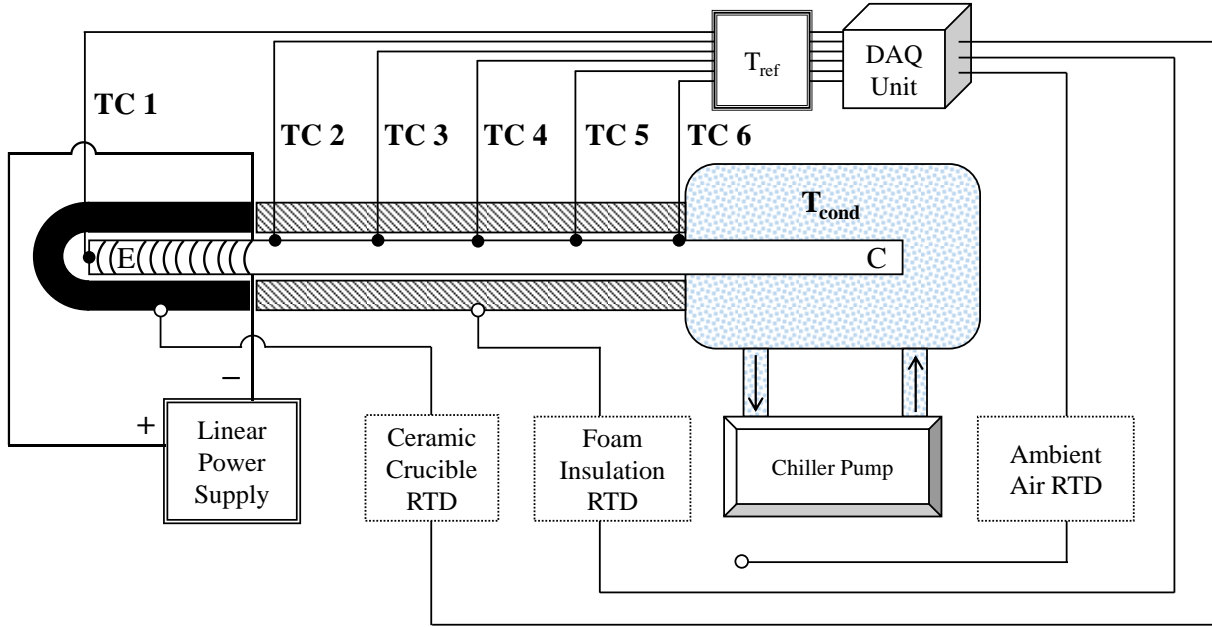 T_ref
DAQ
Unit
TC 1
TC 2
TC 3
TC 4
TC 5
TC 6
T_cond
E
C
−
+
Linear
Power
Supply
Ceramic
Crucible
RTD
Foam
Insulation
RTD
Chiller Pump
Ambient
Air RTD